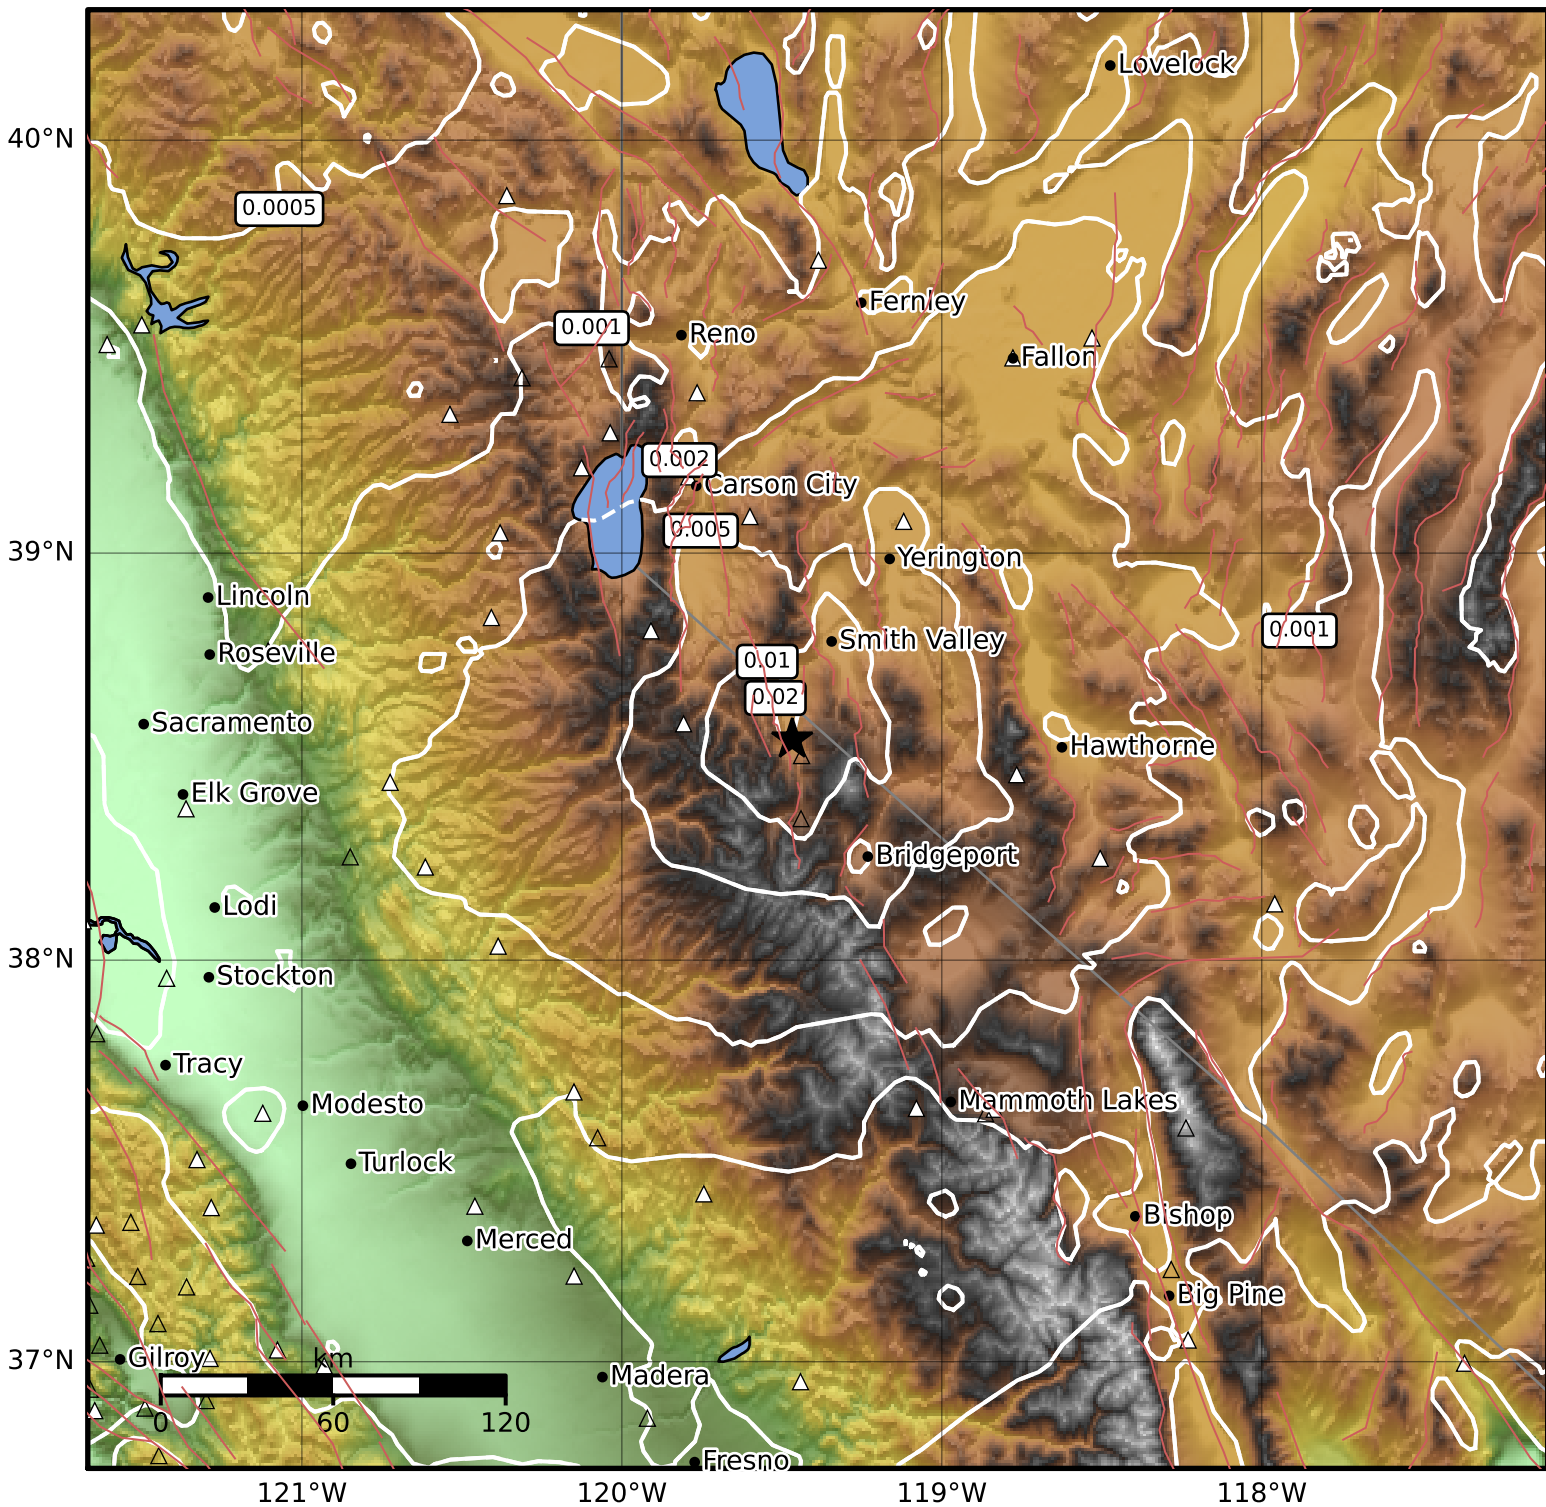 Lovelock
40°N
0.0005
Fernley
0.001
Reno
Fallon
0.002
Carson City
0.005
39°N
Yerington
Lincoln
0.001
Smith Valley
Roseville
0.01
0.02
Sacramento
Hawthorne
Elk Grove
Bridgeport
Lodi
38°N
Stockton
Tracy
Mammoth Lakes
Modesto
Turlock
Bishop
Merced
Big Pine
37°N
Gilroy
km
Madera
0 60 120
Fresno
121°W 120°W 119°W 118°W